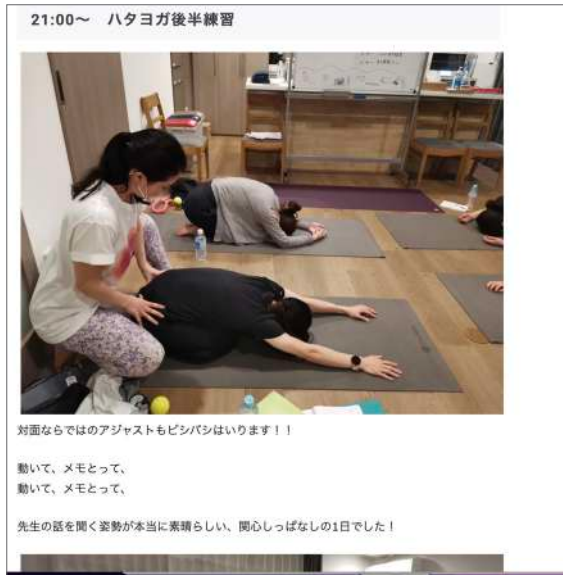 21:00〜　ハタヨガ後半練習
対面ならではのアジャストもビシバシはいります！！
動いて、メモとって、
動いて、メモとって、
先生の話を聞く姿勢が本当に素晴らしい、関心しっぱなしの1日でした！